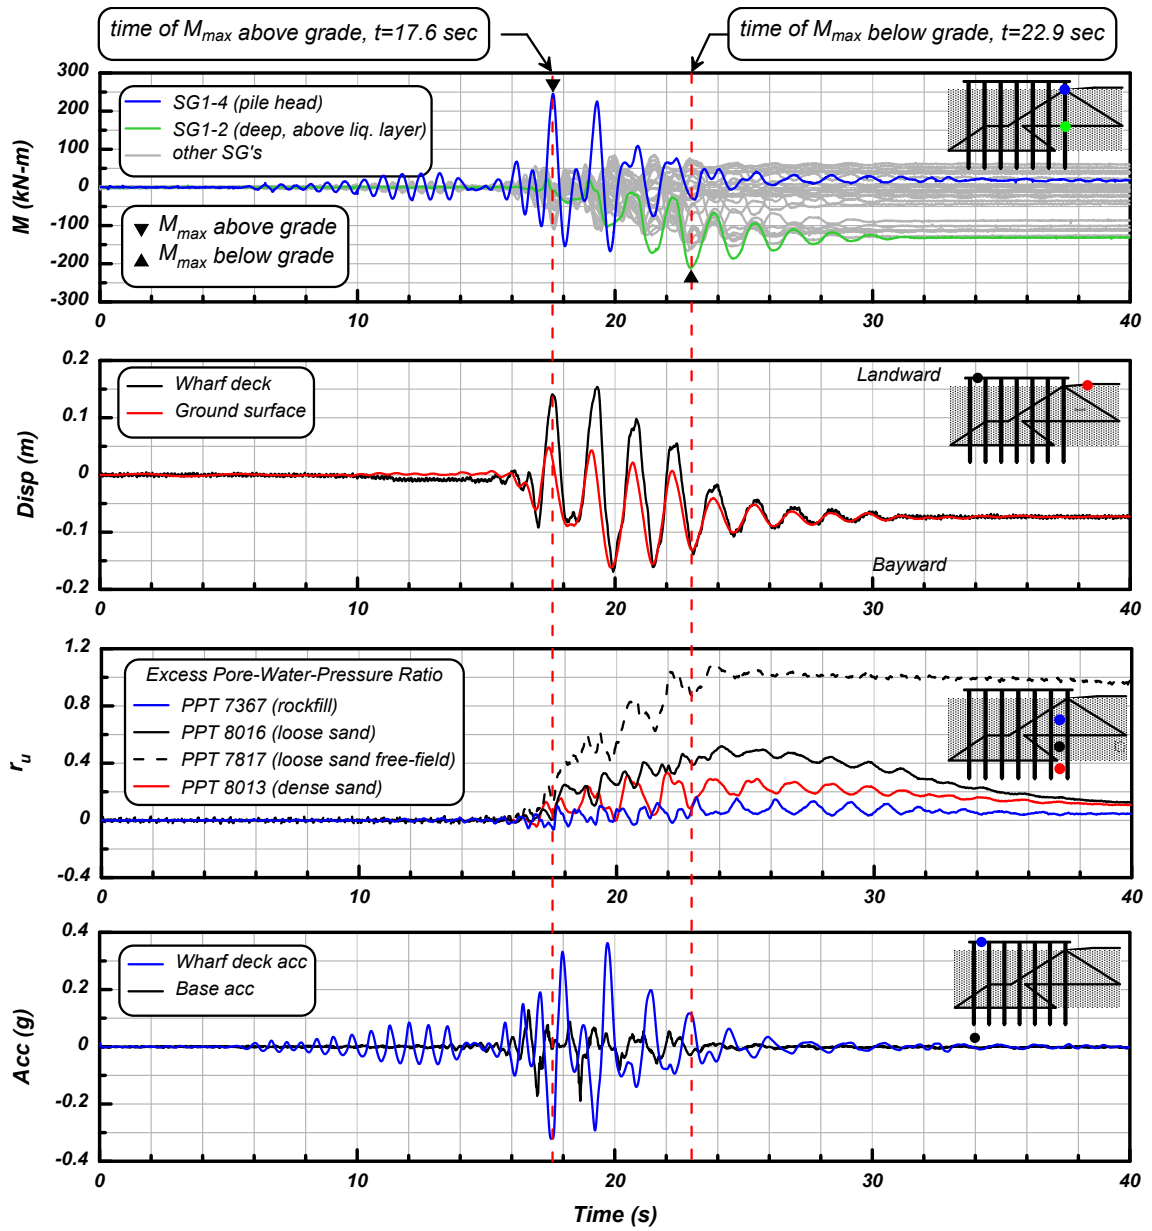 time of Mmax above grade, t=17.6 sec
time of Mmax below grade, t=22.9 sec
300
200
100
0
-100
-200
-300
M (kN-m)
SG1-4 (pile head)
SG1-2 (deep, above liq. layer)
other SG's
Mmax above grade
Mmax below grade
0 10 20 30 40
0.2
0.1
0
-0.1
-0.2
Disp (m)
Wharf deck
Ground surface
Landward
Bayward
0 10 20 30 40
1.2
0.8
0.4
0
-0.4
ru
Excess Pore-Water-Pressure Ratio
PPT 7367 (rockfill)
PPT 8016 (loose sand)
PPT 7817 (loose sand free-field)
PPT 8013 (dense sand)
0 10 20 30 40
0.4
0.2
0
-0.2
-0.4
Acc (g)
Wharf deck acc
Base acc
0 10 20 30 40
Time (s)